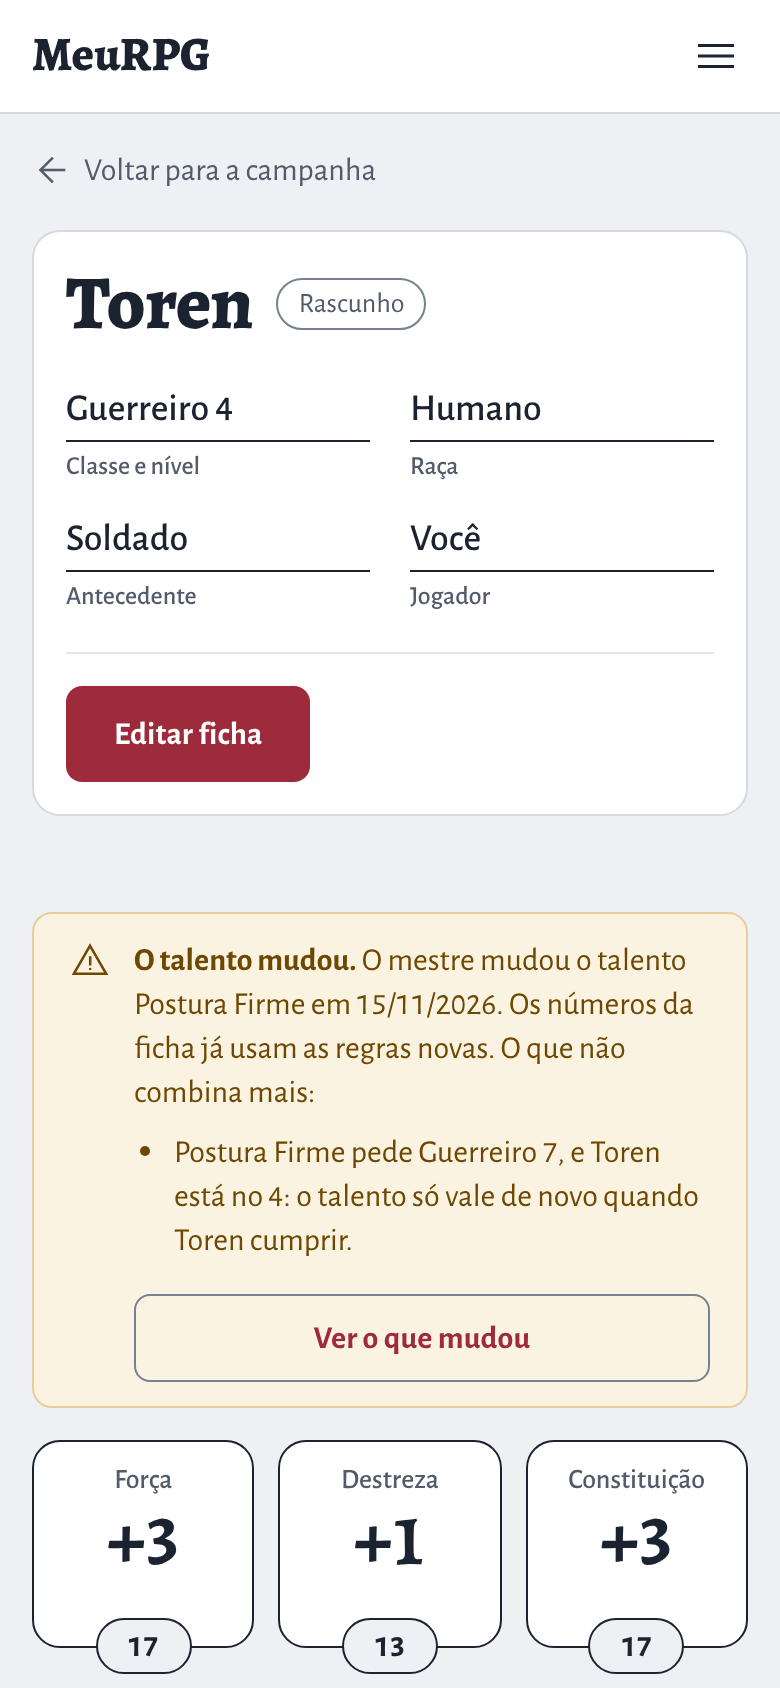 MeuRPG
Voltar para a campanha
Toren
Rascunho
Guerreiro 4
Humano
Classe e nível
Raça
Soldado
Você
Antecedente
Jogador
Editar ficha
O talento mudou. O mestre mudou o talento
Postura Firme em 15/11/2026. Os números da
ficha já usam as regras novas. O que não
combina mais:
• Postura Firme pede Guerreiro 7, e Toren
está no 4: o talento só vale de novo quando
Toren cumprir.
Ver o que mudou
Força
Destreza
Constituição
+3
+1
+3
17
13
17